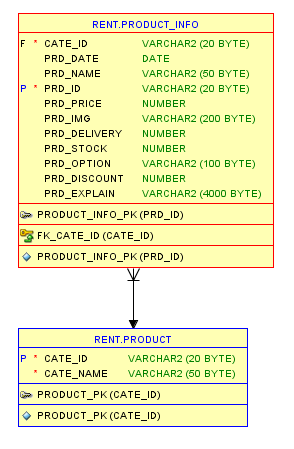 RENT.PRODUCT_INFO
F * CATE_ID VARCHAR2 (20 BYTE)
PRD_DATE DATE
PRD_NAME VARCHAR2 (50 BYTE)
P * PRD_ID VARCHAR2 (20 BYTE)
PRD_PRICE NUMBER
PRD_IMG VARCHAR2 (200 BYTE)
PRD_DELIVERY NUMBER
PRD_STOCK NUMBER
PRD_OPTION VARCHAR2 (100 BYTE)
PRD_DISCOUNT NUMBER
PRD_EXPLAIN VARCHAR2 (4000 BYTE)
PRODUCT_INFO_PK (PRD_ID)
FK_CATE_ID (CATE_ID)
PRODUCT_INFO_PK (PRD_ID)
RENT.PRODUCT
P * CATE_ID VARCHAR2 (20 BYTE)
* CATE_NAME VARCHAR2 (50 BYTE)
PRODUCT_PK (CATE_ID)
PRODUCT_PK (CATE_ID)